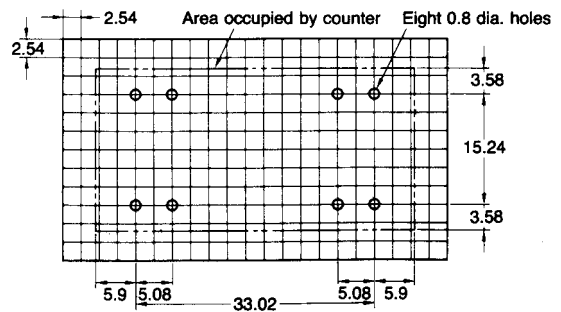 2.54 Area occupied by counter Eight 0.8 dia. holes
2.54
3.58
15.24
3.58
5.9 5.08 5.08 5.9
33.02